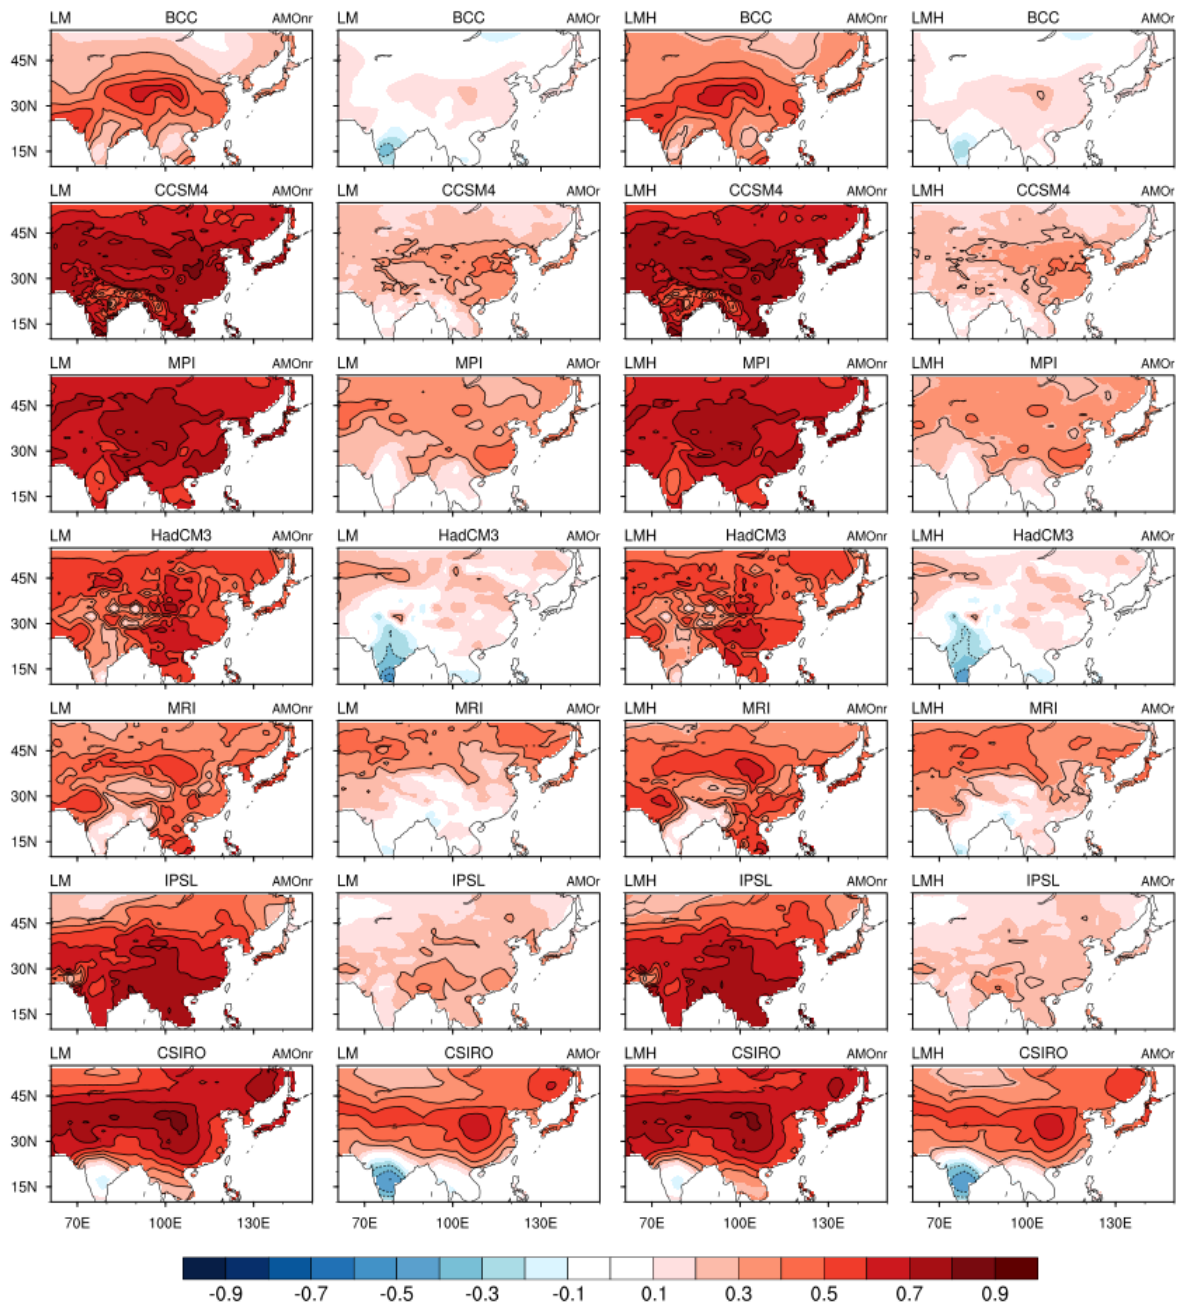 LM BCC AMOnr LM BCC AMOr LMH BCC AMOnr LMH BCC AMOr
45N
30N
15N
LM CCSM4 AMOnr LM CCSM4 AMOr LMH CCSM4 AMOnr LMH CCSM4 AMOr
45N
30N
15N
LM MPI AMOnr LM MPI AMOr LMH MPI AMOnr LMH MPI AMOr
45N
30N
15N
LM HadCM3 AMOnr LM HadCM3 AMOr LMH HadCM3 AMOnr LMH HadCM3 AMOr
45N
30N
15N
LM MRI AMOnr LM MRI AMOr LMH MRI AMOnr LMH MRI AMOr
45N
30N
15N
LM IPSL AMOnr LM IPSL AMOr LMH IPSL AMOnr LMH IPSL AMOr
45N
30N
15N
LM CSIRO AMOnr LM CSIRO AMOr LMH CSIRO AMOnr LMH CSIRO AMOr
45N
30N
15N
70E 100E 130E 70E 100E 130E 70E 100E 130E 70E 100E 130E
-0.9 -0.7 -0.5 -0.3 -0.1 0.1 0.3 0.5 0.7 0.9